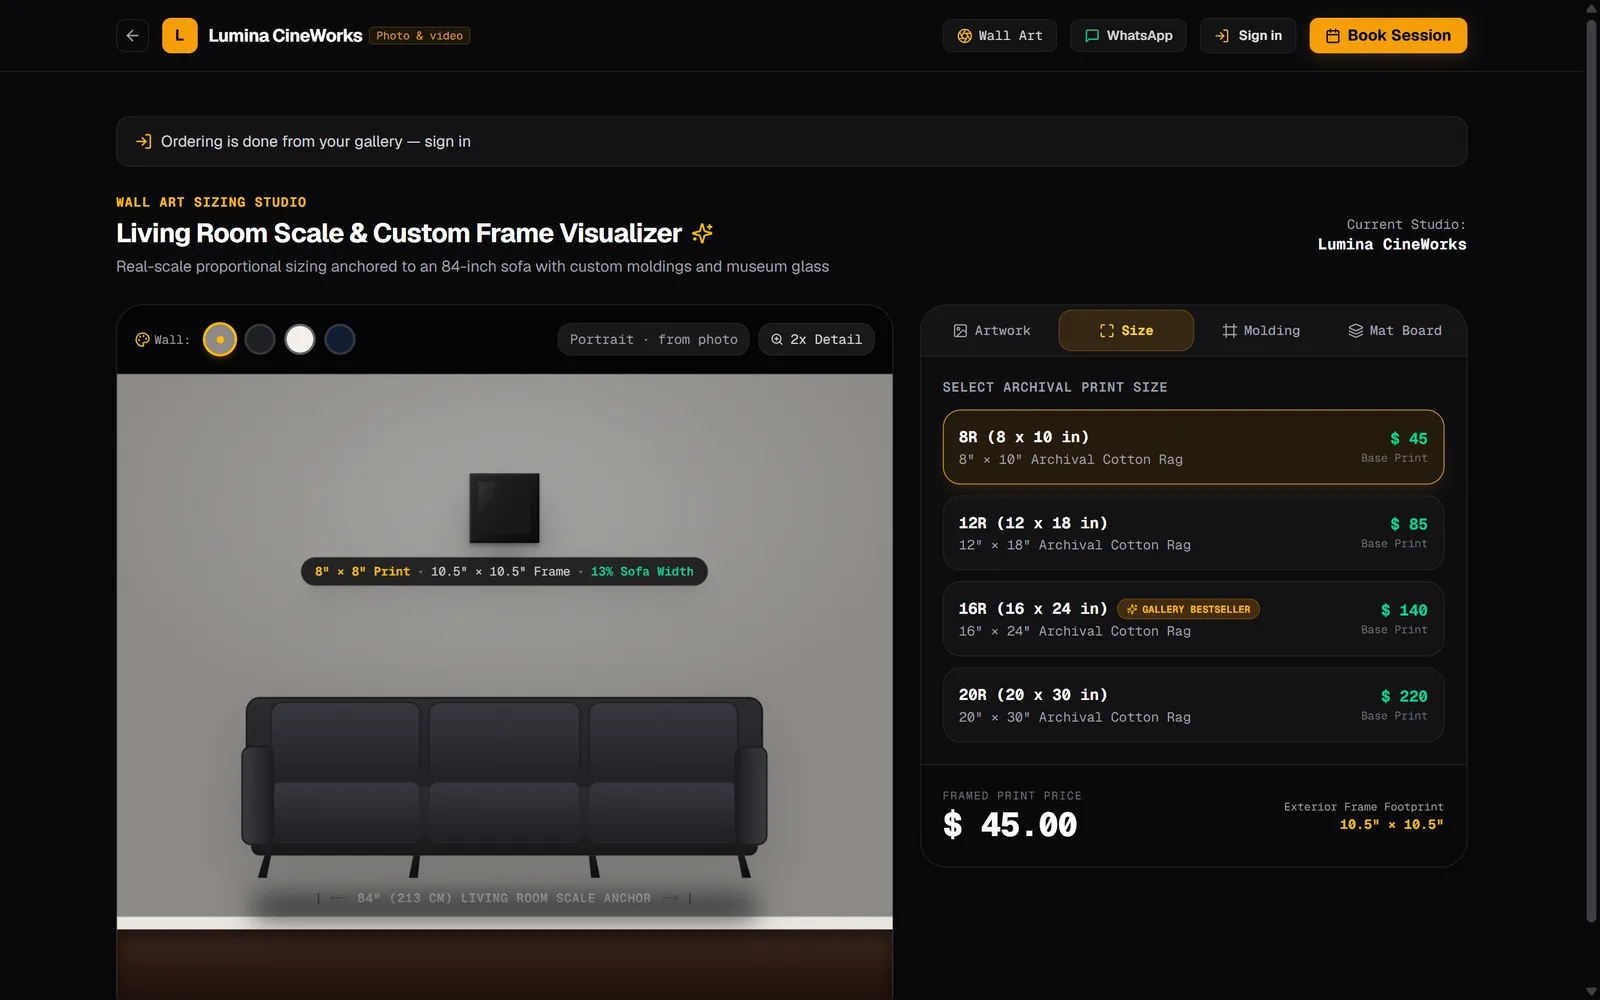 L Lumina CineWorks Photo & video Wall Art WhatsApp Sign in Book Session
Ordering is done from your gallery — sign in
WALL ART SIZING STUDIO
Living Room Scale & Custom Frame Visualizer
Real-scale proportional sizing anchored to an 84-inch sofa with custom moldings and museum glass
Current Studio:
Lumina CineWorks
Wall: Portrait · from photo 2x Detail
8" × 8" Print · 10.5" × 10.5" Frame · 13% Sofa Width
84" (213 CM) LIVING ROOM SCALE ANCHOR
Artwork Size Molding Mat Board
SELECT ARCHIVAL PRINT SIZE
8R (8 x 10 in) $ 45
8" × 10" Archival Cotton Rag Base Print
12R (12 x 18 in) $ 85
12" × 18" Archival Cotton Rag Base Print
16R (16 x 24 in) GALLERY BESTSELLER $ 140
16" × 24" Archival Cotton Rag Base Print
20R (20 x 30 in) $ 220
20" × 30" Archival Cotton Rag Base Print
FRAMED PRINT PRICE
$ 45.00
Exterior Frame Footprint
10.5" × 10.5"